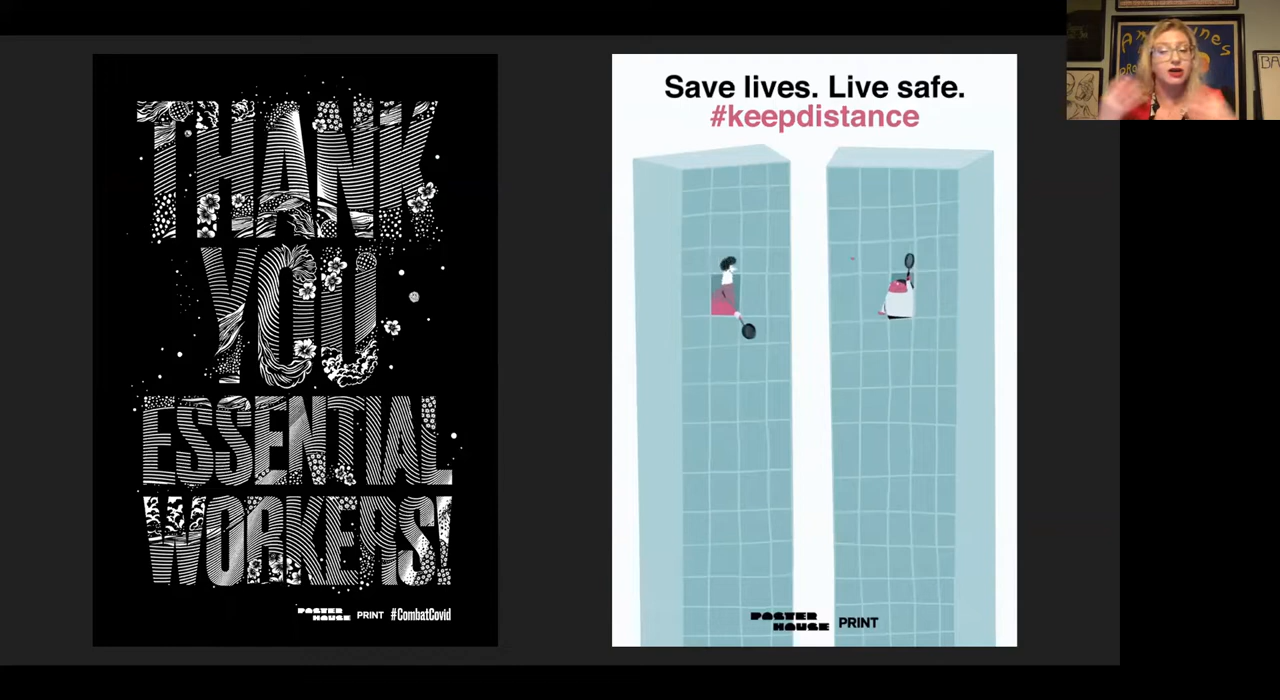 THANK
YOU
ESSENTIAL
WORKERS!
POSTER
HOUSE
PRINT
#CombatCovid
Save lives. Live safe.
#keepdistance
POSTER
HOUSE
PRINT